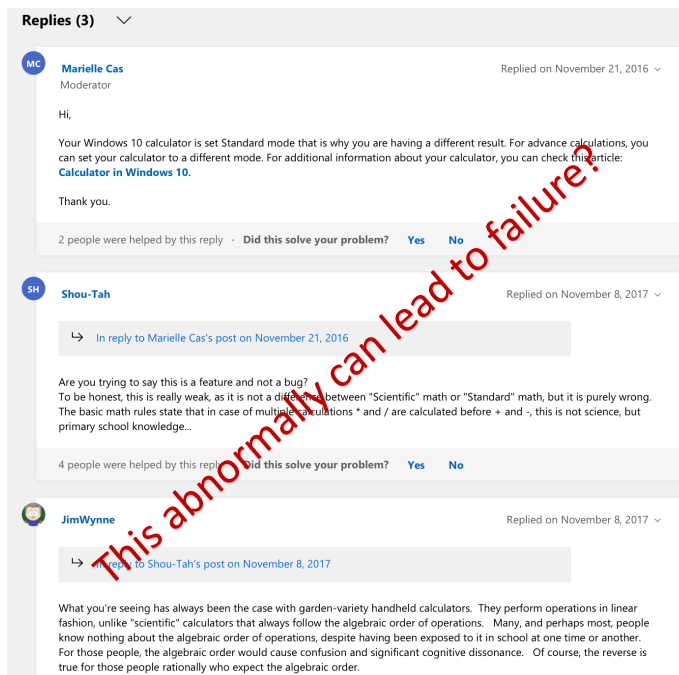 Replies (3)
MC
Marielle Cas
Replied on November 21, 2016
Moderator
Hi,
Your Windows 10 calculator is set Standard mode that is why you are having a different result. For advance calculations, you
can set your calculator to a different mode. For additional information about your calculator, you can check this article:
Calculator in Windows 10.
Thank you.
2 people were helped by this reply · Did this solve your problem? Yes No
SH
Shou-Tah
Replied on November 8, 2017
In reply to Marielle Cas's post on November 21, 2016
Are you trying to say this is a feature and not a bug?
To be honest, this is really weak, as it is not a difference between "Scientific" math or "Standard" math, but it is purely wrong.
The basic math rules state that in case of multiple calculations * and / are calculated before + and -, this is not science, but
primary school knowledge...
4 people were helped by this reply · Did this solve your problem? Yes No
JimWynne
Replied on November 8, 2017
In reply to Shou-Tah's post on November 8, 2017
What you're seeing has always been the case with garden-variety handheld calculators. They perform operations in linear
fashion, unlike "scientific" calculators that always follow the algebraic order of operations. Many, and perhaps most, people
know nothing about the algebraic order of operations, despite having been exposed to it in school at one time or another.
For those people, the algebraic order would cause confusion and significant cognitive dissonance. Of course, the reverse is
true for those people rationally who expect the algebraic order.
This abnormally can lead to failure?